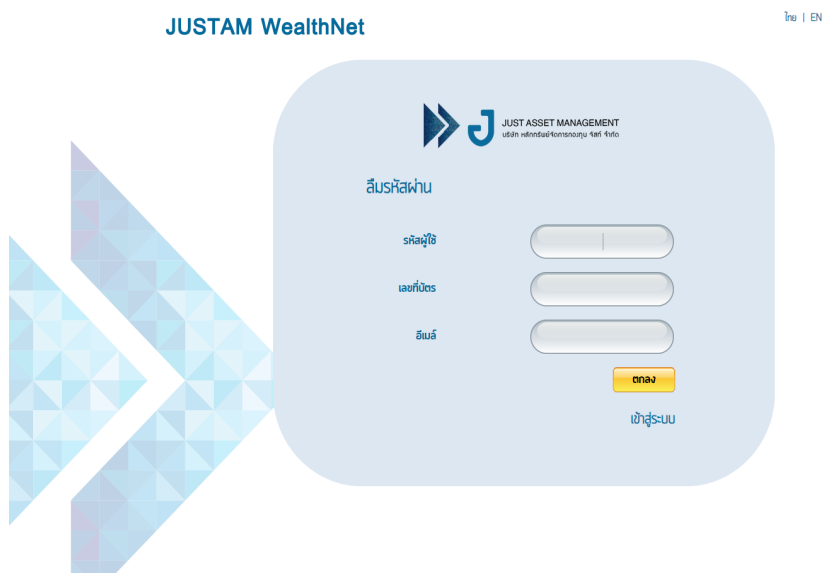 JUSTAM WealthNet
ไทย | EN
JUST ASSET MANAGEMENT
บริษัท หลักทรัพย์จัดการกองทุน จัสท์ จำกัด
ลืมรหัสผ่าน
รหัสผู้ใช้
เลขที่บัตร
อีเมล์
ตกลง
เข้าสู่ระบบ